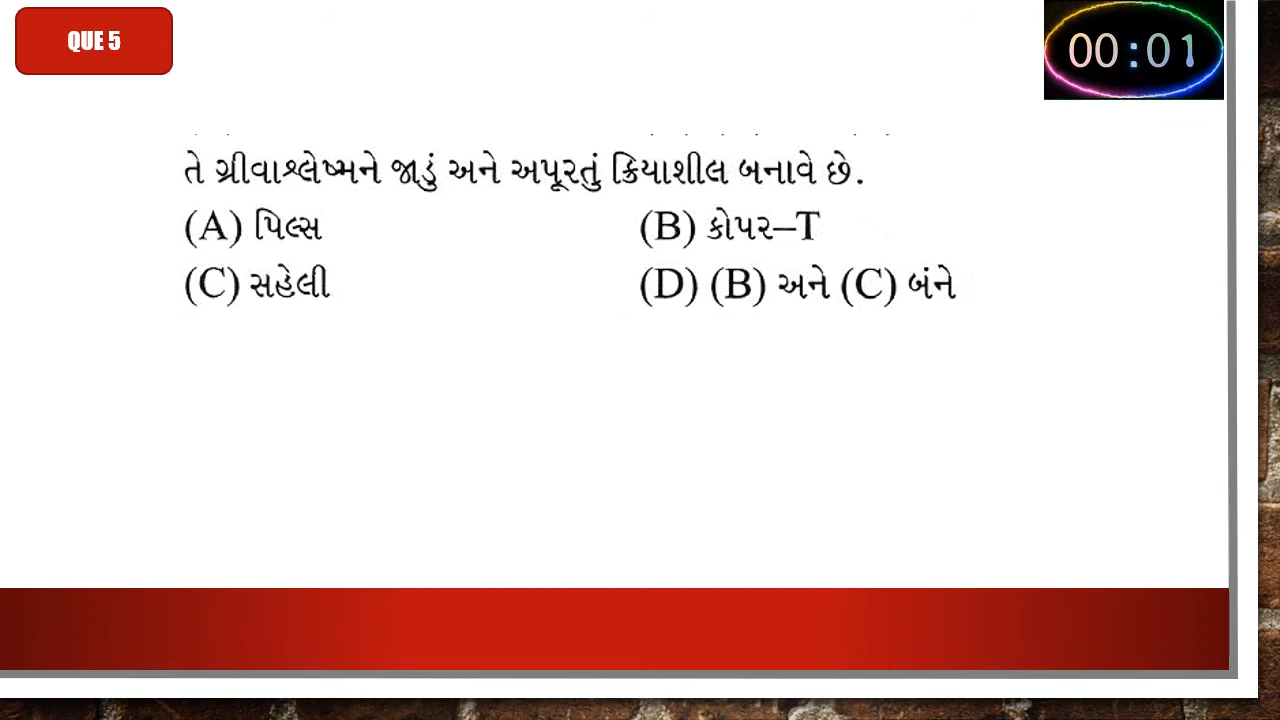 QUE 5
00:01
તે ગ્રીવાશ્લેષ્મને જાડું અને અપૂરતું ક્રિયાશીલ બનાવે છે.
(A) પિલ્સ (B) કોપર–T
(C) સહેલી (D) (B) અને (C) બંને